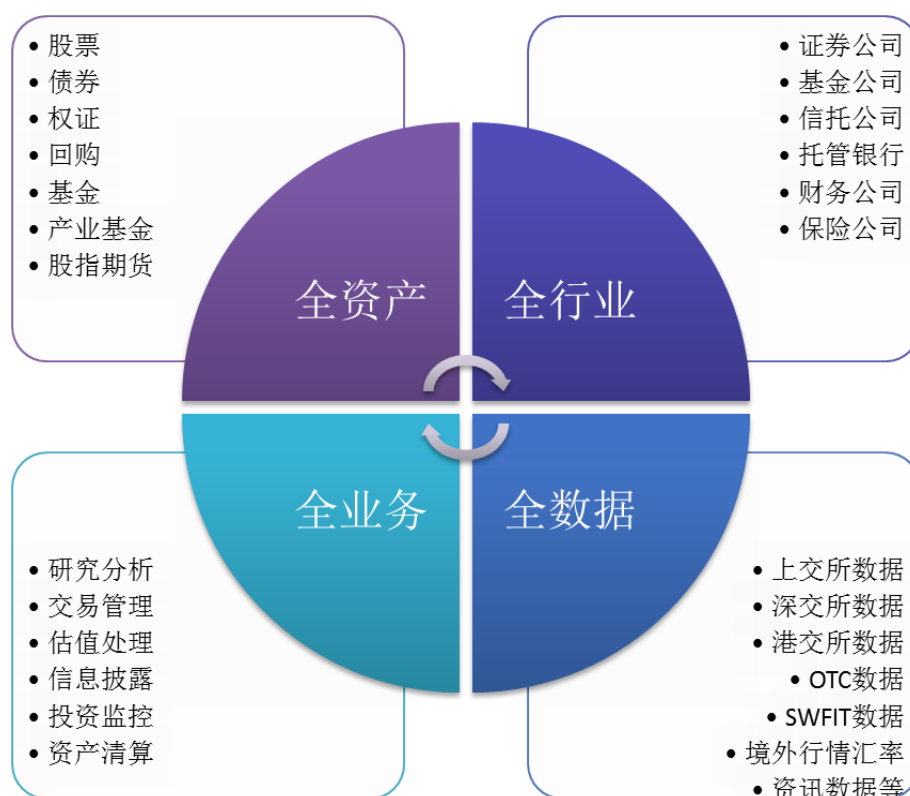 • 股票
• 债券
• 权证
• 回购
• 基金
• 产业基金
• 股指期货
• 证券公司
• 基金公司
• 信托公司
• 托管银行
• 财务公司
• 保险公司
全资产
全行业
全业务
全数据
• 研究分析
• 交易管理
• 估值处理
• 信息披露
• 投资监控
• 资产清算
• 上交所数据
• 深交所数据
• 港交所数据
• OTC数据
• SWFIT数据
• 境外行情汇率
• 资讯数据等